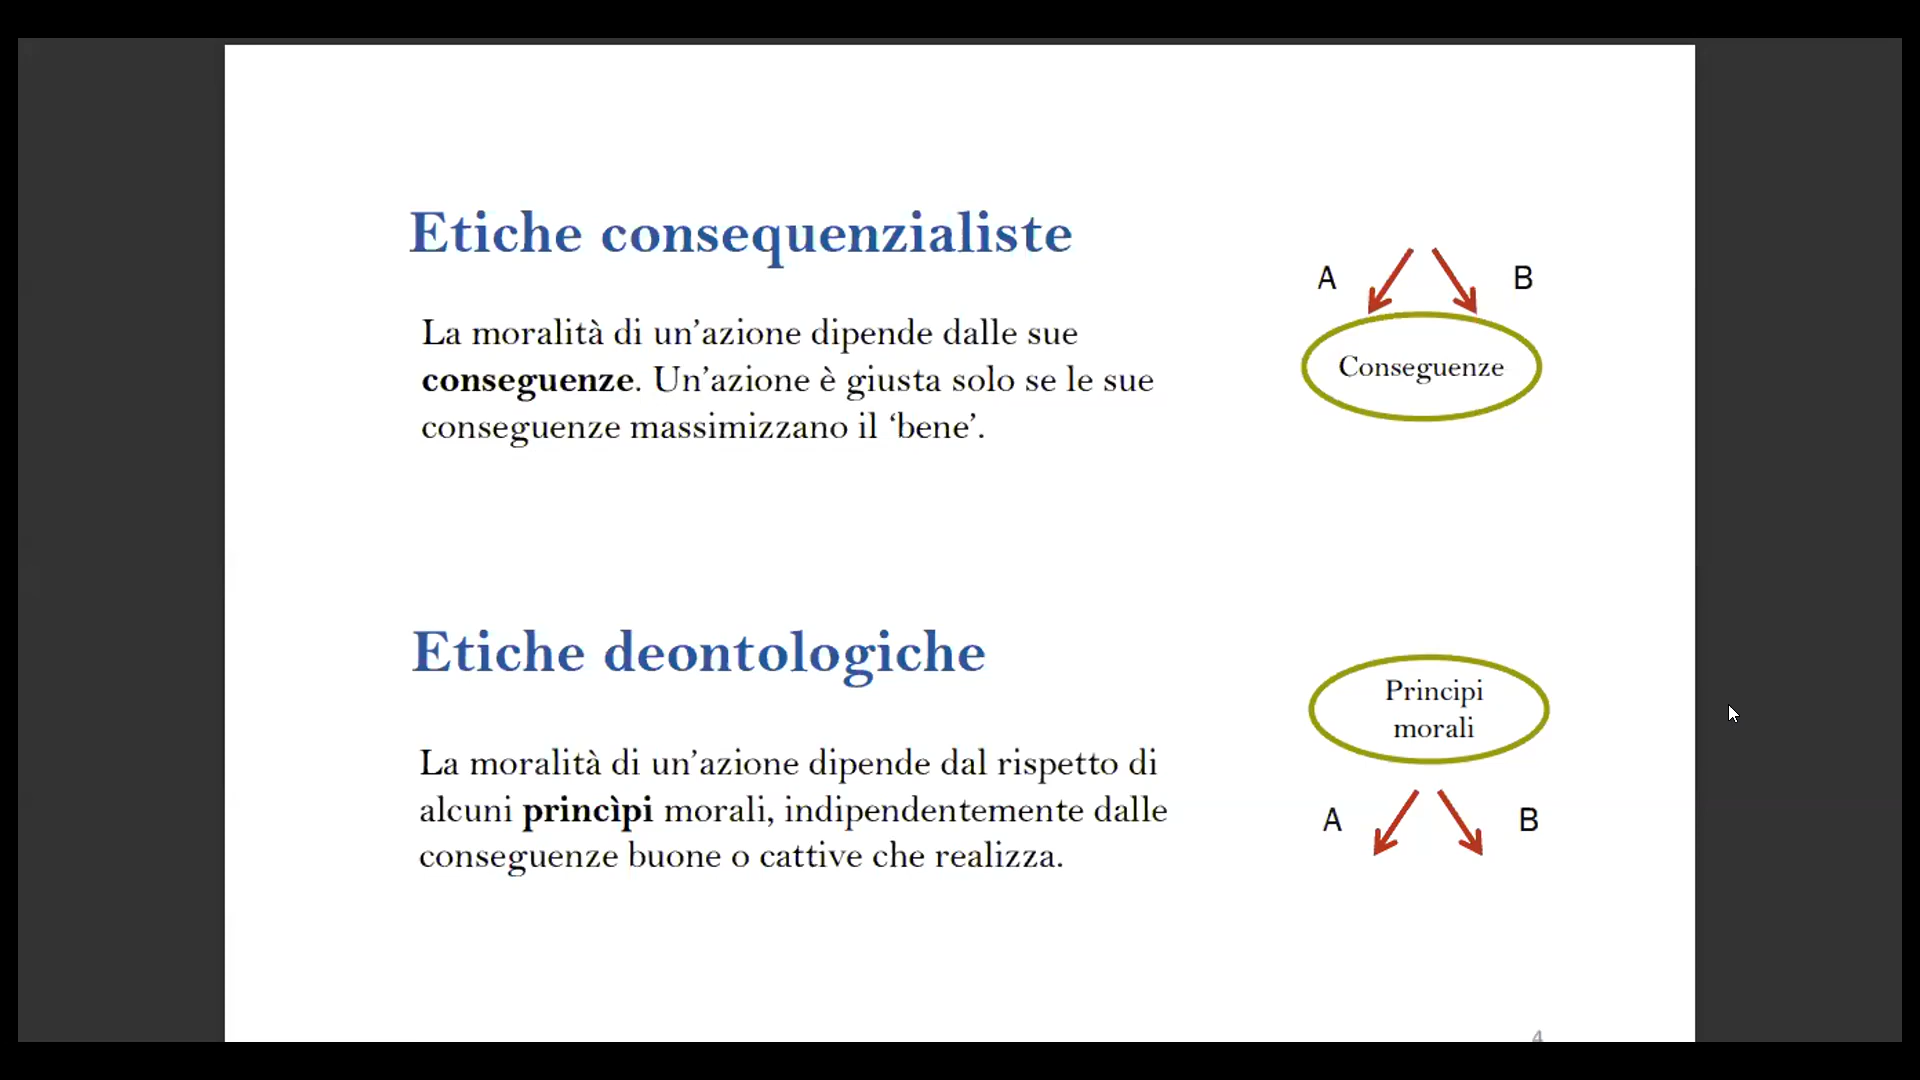 Etiche consequenzialiste
A
B
La moralità di un’azione dipende dalle sue
conseguenze. Un’azione è giusta solo se le sue
conseguenze massimizzano il ‘bene’.
Conseguenze
Etiche deontologiche
Principi
morali
La moralità di un’azione dipende dal rispetto di
alcuni princìpi morali, indipendentemente dalle
conseguenze buone o cattive che realizza.
A
B
4